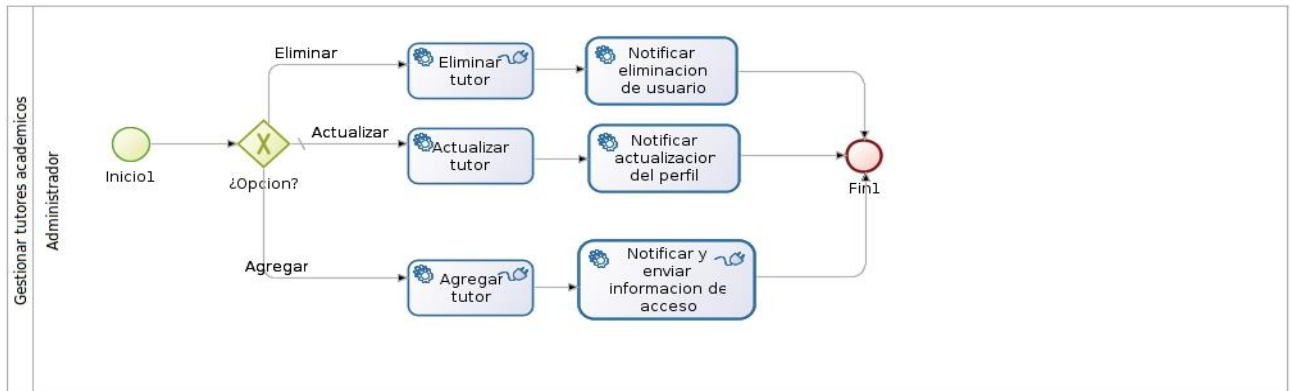 Gestionar tutores academicos
Administrador
Inicio1
¿Opcion?
Eliminar
Eliminar
tutor
Notificar
eliminacion
de usuario
Actualizar
Actualizar
tutor
Notificar
actualizacion
del perfil
Agregar
Agregar
tutor
Notificar y
enviar
informacion de
acceso
Fin1